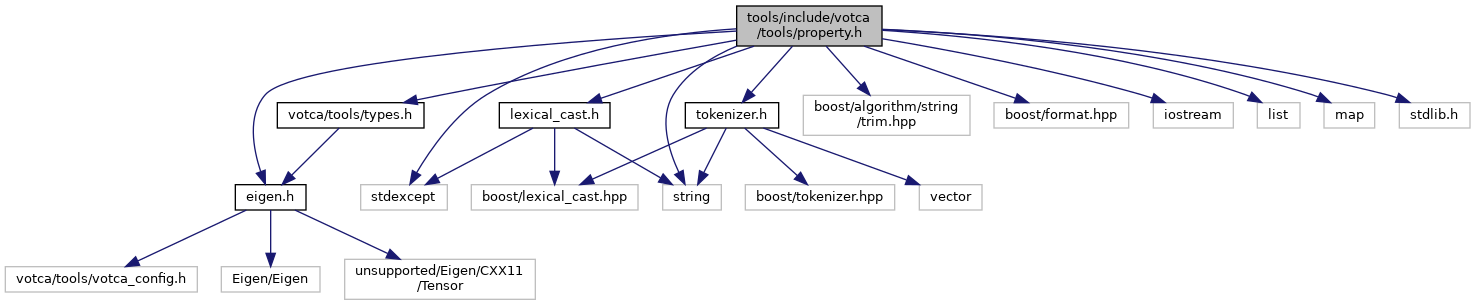 tools/include/votca
/tools/property.h
votca/tools/types.h
lexical_cast.h
tokenizer.h
boost/algorithm/string
/trim.hpp
boost/format.hpp
iostream
list
map
stdlib.h
eigen.h
stdexcept
boost/lexical_cast.hpp
string
boost/tokenizer.hpp
vector
votca/tools/votca_config.h
Eigen/Eigen
unsupported/Eigen/CXX11
/Tensor